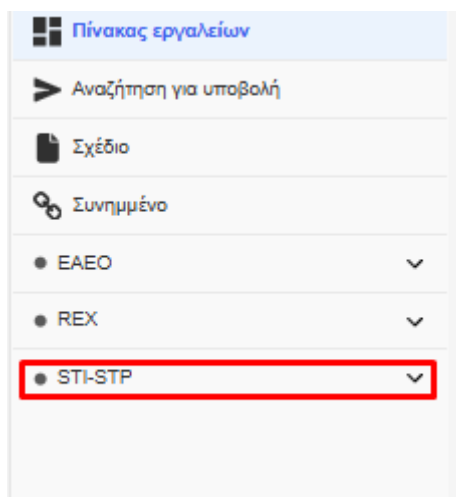 Πίνακας εργαλείων
Αναζήτηση για υποβολή
Σχέδιο
Συνημμένο
EAEO
REX
STI-STP